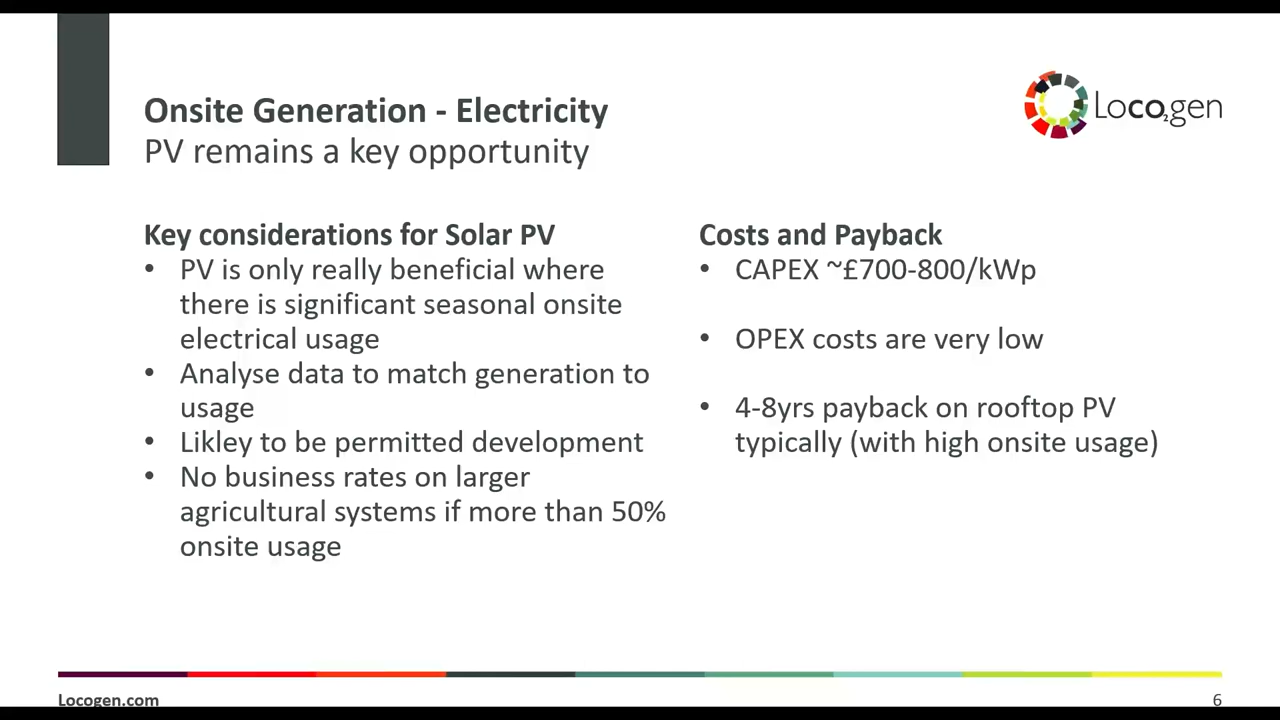 Onsite Generation - Electricity
PV remains a key opportunity
Loco2gen
Key considerations for Solar PV
• PV is only really beneficial where
there is significant seasonal onsite
electrical usage
• Analyse data to match generation to
usage
• Likley to be permitted development
• No business rates on larger
agricultural systems if more than 50%
onsite usage
Costs and Payback
• CAPEX ~£700-800/kWp
• OPEX costs are very low
• 4-8yrs payback on rooftop PV
typically (with high onsite usage)
Locogen.com
6